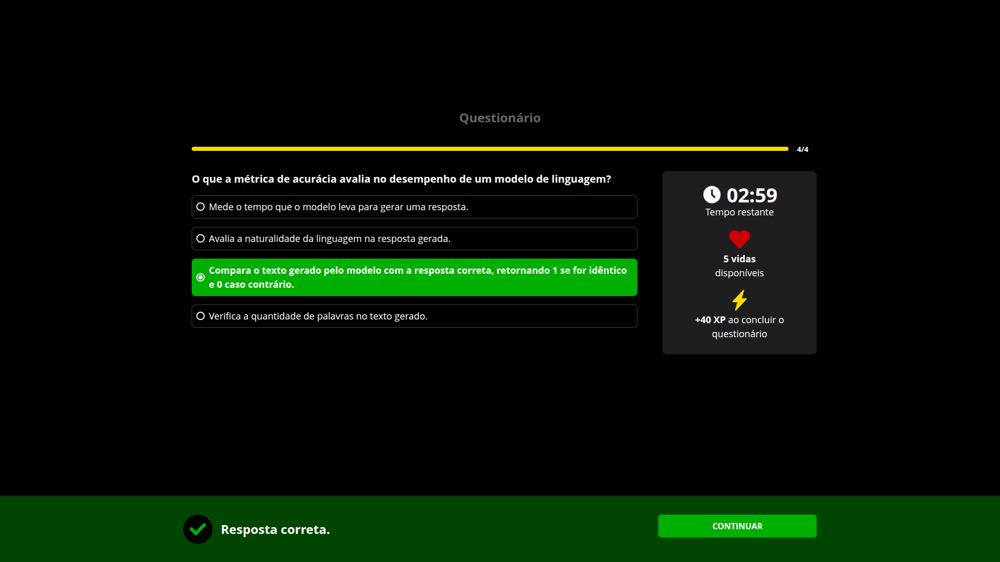 Questionário
4/4
O que a métrica de acurácia avalia no desempenho de um modelo de linguagem?
Mede o tempo que o modelo leva para gerar uma resposta.
Avalia a naturalidade da linguagem na resposta gerada.
Compara o texto gerado pelo modelo com a resposta correta, retornando 1 se for idêntico
e 0 caso contrário.
Verifica a quantidade de palavras no texto gerado.
02:59
Tempo restante
5 vidas
disponíveis
+40 XP ao concluir o
questionário
Resposta correta.
CONTINUAR